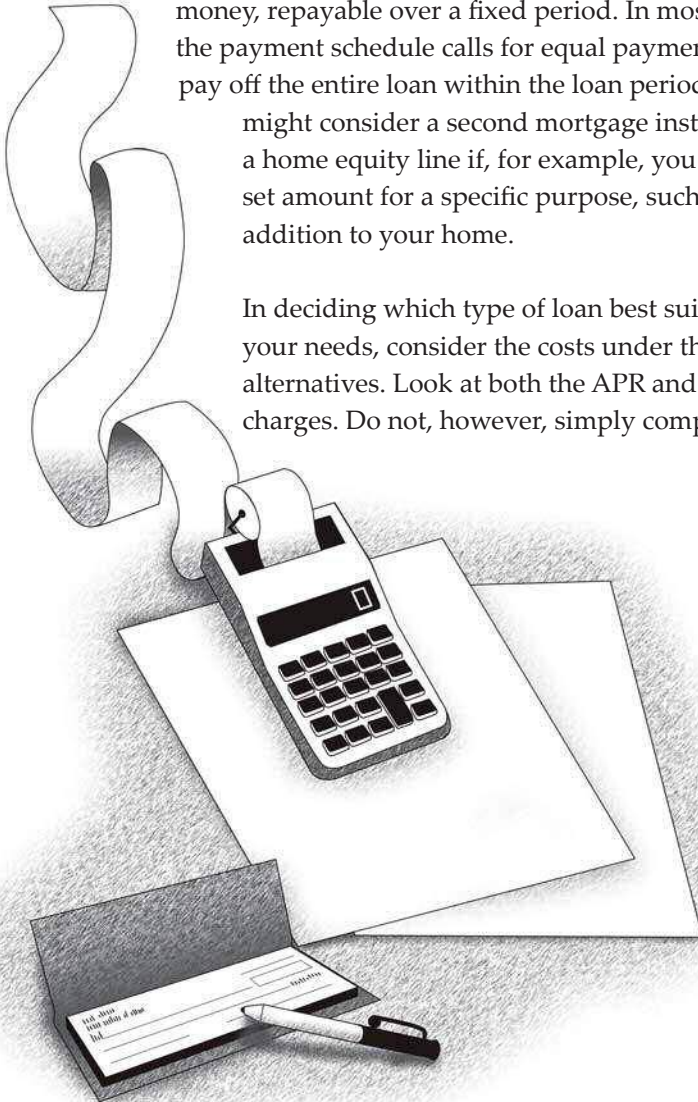 money, repayable over a fixed period. In mos
the payment schedule calls for equal paymen
pay off the entire loan within the loan period
might consider a second mortgage inst
a home equity line if, for example, you
set amount for a specific purpose, such
addition to your home.
In deciding which type of loan best sui
your needs, consider the costs under th
alternatives. Look at both the APR and
charges. Do not, however, simply comp